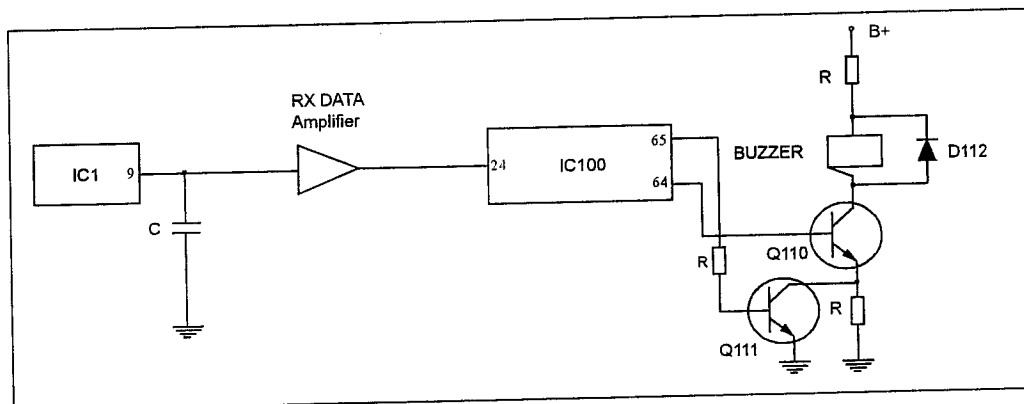 B+
R
RX DATA
Amplifier
IC1
9
24
IC100
65
64
BUZZER
D112
C
R
Q110
R
Q111